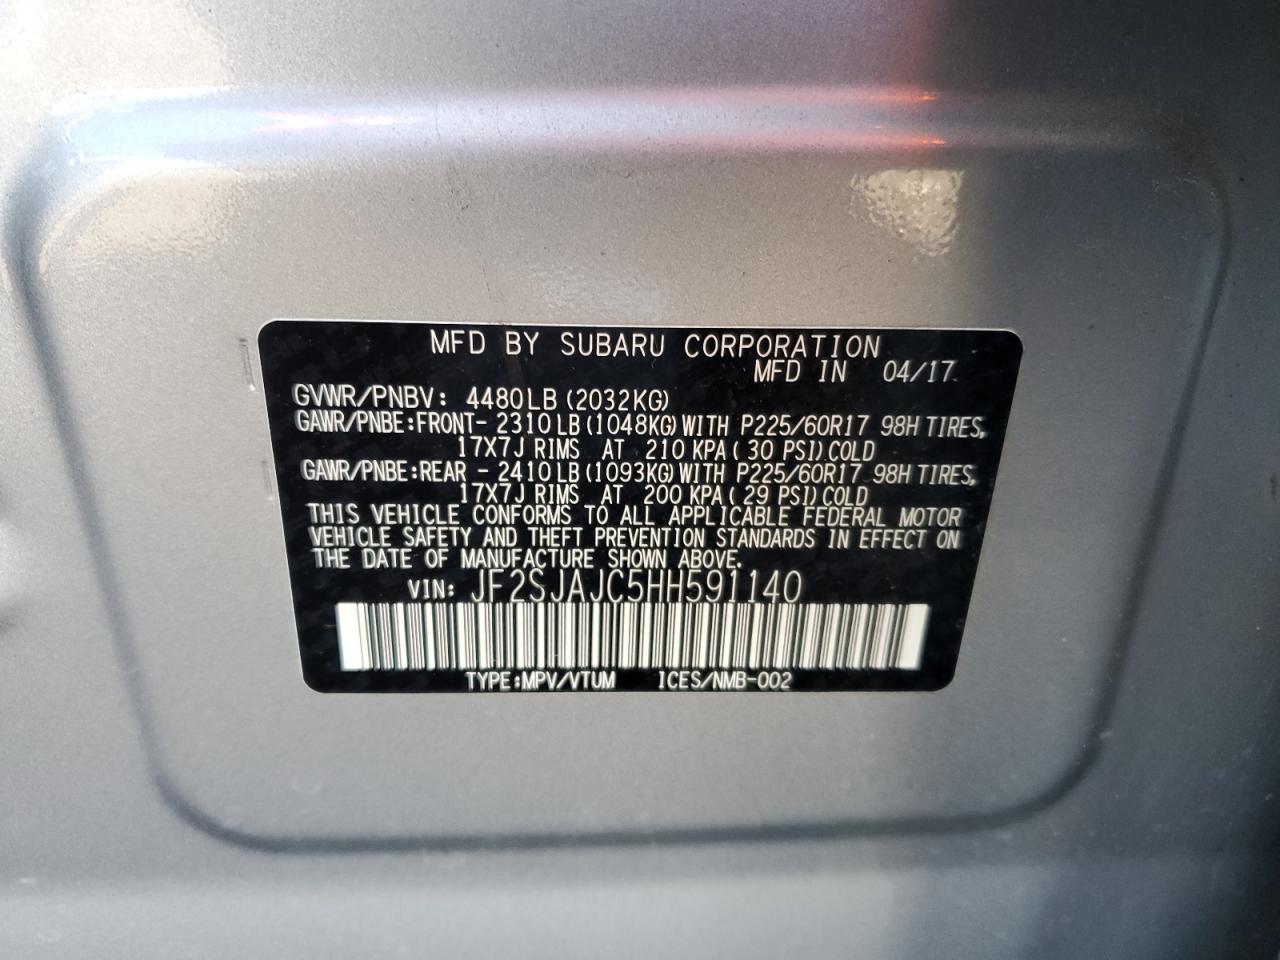 MFD BY SUBARU CORPORATION
MFD IN 04/17
GVWR/PNBV: 4480LB(2032KG)
GAWR/PNBE:FRONT- 2310LB(1048KG)WITH P225/60R17 98H TIRES,
17X7J RIMS AT 210 KPA( 30 PSI)COLD
GAWR/PNBE:REAR - 2410LB(1093KG)WITH P225/60R17 98H TIRES,
17X7J RIMS AT 200 KPA( 29 PSI)COLD
THIS VEHICLE CONFORMS TO ALL APPLICABLE FEDERAL MOTOR
VEHICLE SAFETY AND THEFT PREVENTION STANDARDS IN EFFECT ON
THE DATE OF MANUFACTURE SHOWN ABOVE.
VIN: JF2SJAJC5HH591140
TYPE:MPV/VTUM ICES/NMB-002